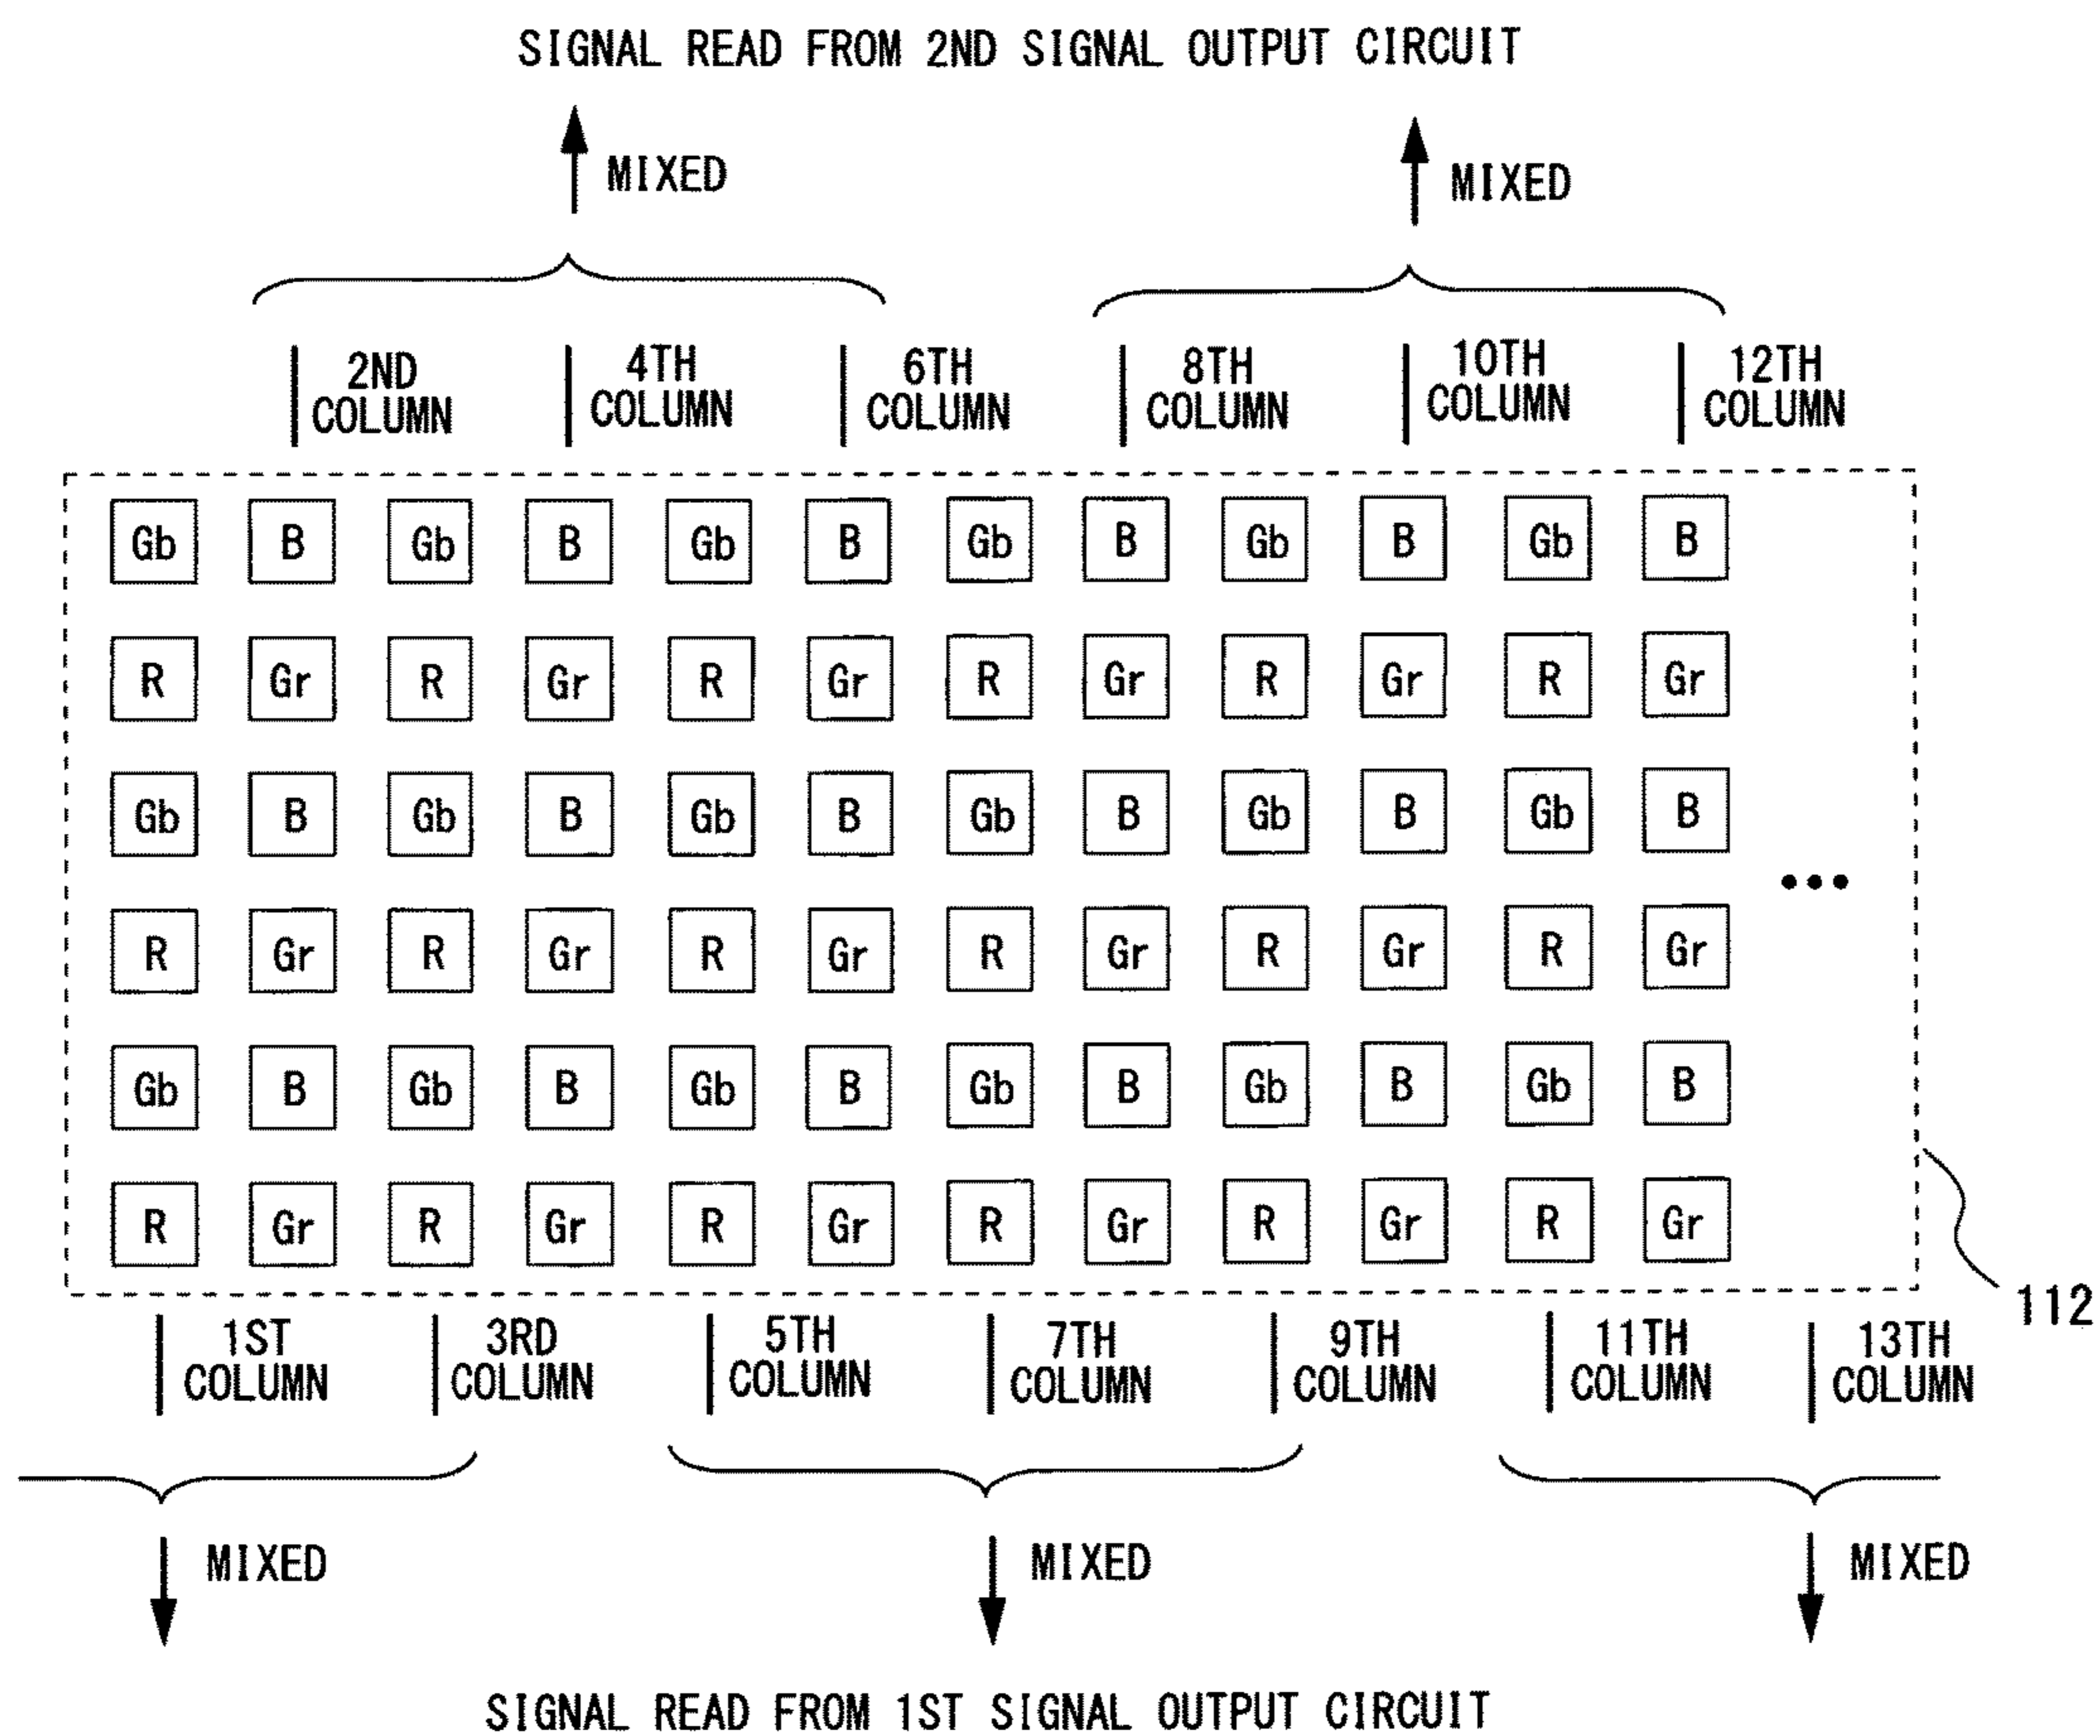 SIGNAL READ FROM 2ND SIGNAL OUTPUT CIRCUIT
MIXED MIXED
2ND COLUMN 4TH COLUMN 6TH COLUMN 8TH COLUMN 10TH COLUMN 12TH COLUMN
Gb B Gb B Gb B Gb B Gb B Gb B
R Gr R Gr R Gr R Gr R Gr R Gr
Gb B Gb B Gb B Gb B Gb B Gb B
...
R Gr R Gr R Gr R Gr R Gr R Gr
Gb B Gb B Gb B Gb B Gb B Gb B
R Gr R Gr R Gr R Gr R Gr R Gr
112
1ST COLUMN 3RD COLUMN 5TH COLUMN 7TH COLUMN 9TH COLUMN 11TH COLUMN 13TH COLUMN
MIXED MIXED MIXED
SIGNAL READ FROM 1ST SIGNAL OUTPUT CIRCUIT